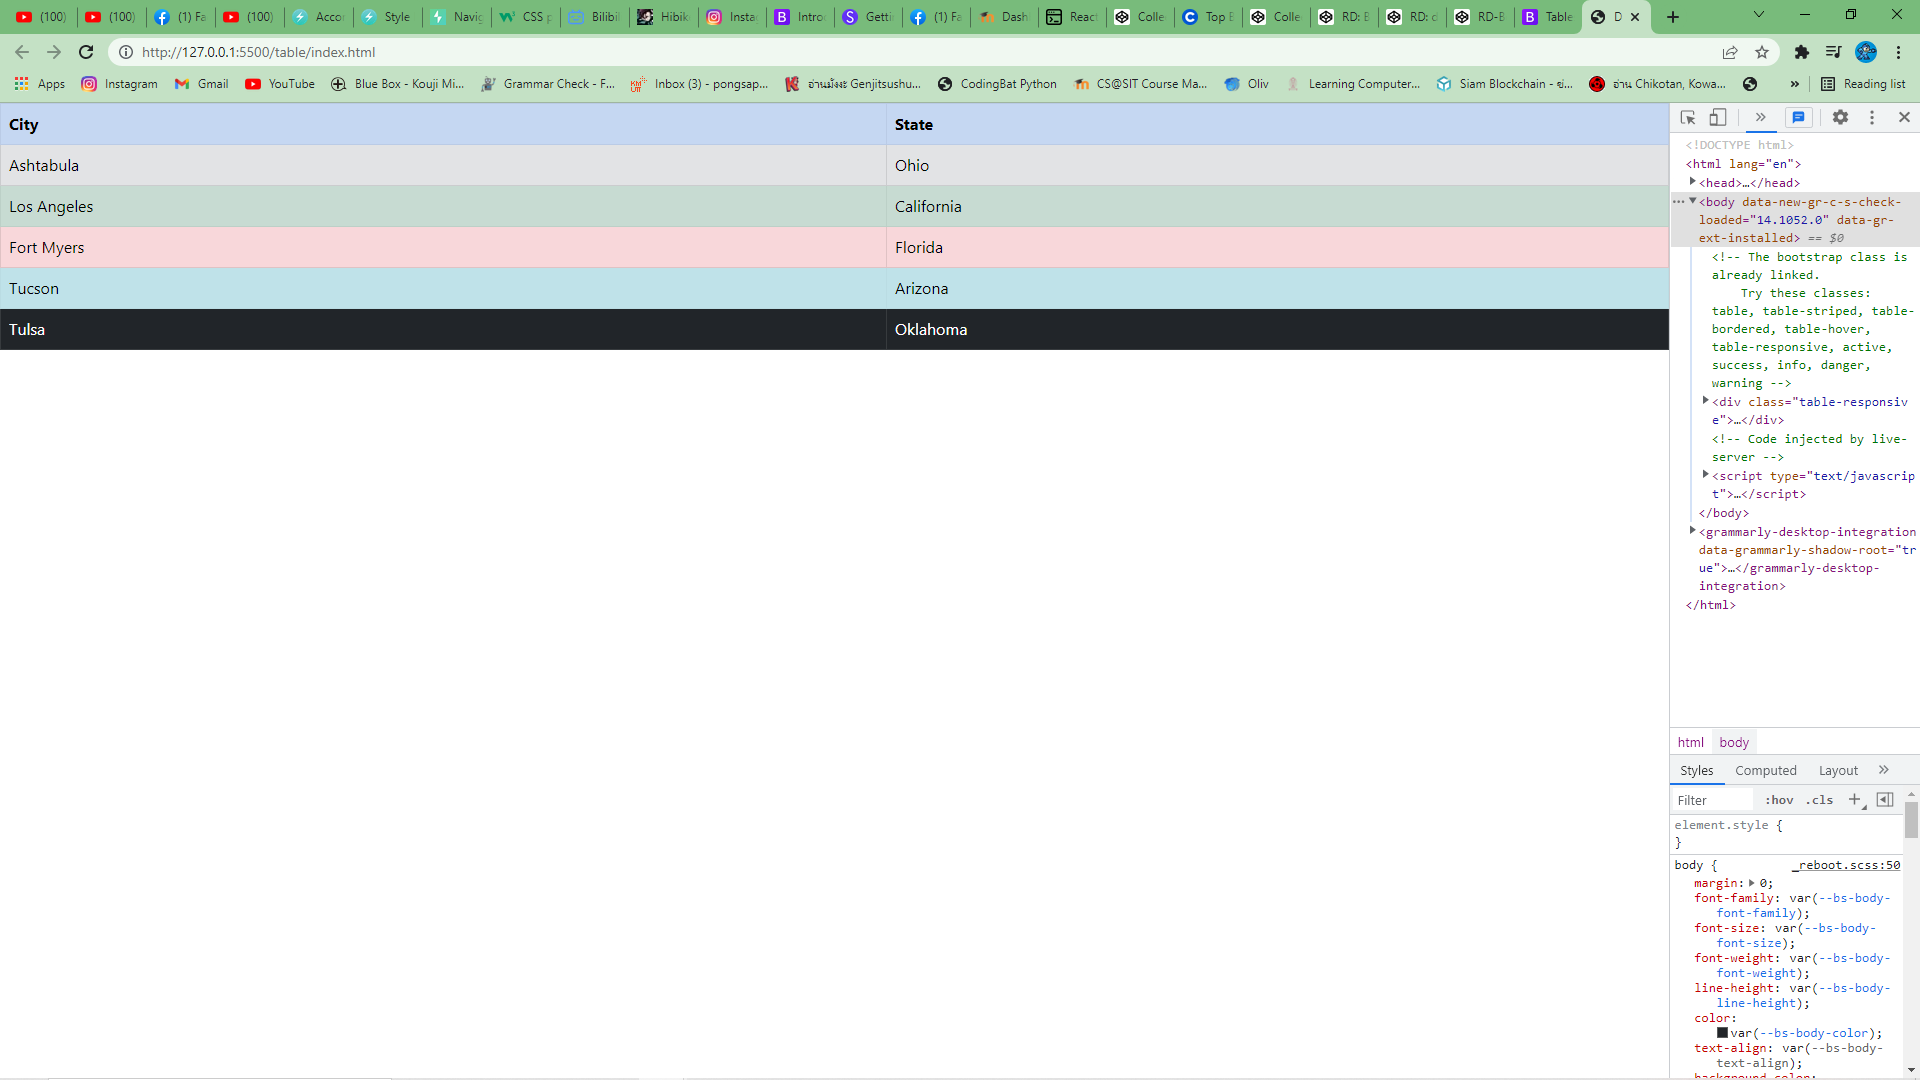 (100)
(100)
(1) Fa
(100)
Accor
Style
Navig
CSS p
Bilibil
Hibik
Insta
Intro
Getti
(1) Fa
Dash
React
Colle
Top B
Colle
RD: B
RD: c
RD-B
Table
D
http://127.0.0.1:5500/table/index.html
Apps
Instagram
Gmail
YouTube
Blue Box - Kouji Mi...
Grammar Check - F...
Inbox (3) - pongsap...
อ่านมังงะ Genjitsushu...
CodingBat Python
CS@SIT Course Ma...
Oliv
Learning Computer...
Siam Blockchain - ข่...
อ่าน Chikotan, Kowa...
»
Reading list
City State
Ashtabula Ohio
Los Angeles California
Fort Myers Florida
Tucson Arizona
Tulsa Oklahoma
<!DOCTYPE html>
<html lang="en">
<head>…</head>
<body data-new-gr-c-s-check-
loaded="14.1052.0" data-gr-
ext-installed> == $0
<!-- The bootstrap class is
already linked.
Try these classes:
table, table-striped, table-
bordered, table-hover,
table-responsive, active,
success, info, danger,
warning -->
<div class="table-responsiv
e">…</div>
<!-- Code injected by live-
server -->
<script type="text/javascrip
t">…</script>
</body>
<grammarly-desktop-integration
data-grammarly-shadow-root="tr
ue">…</grammarly-desktop-
integration>
</html>
html body
Styles Computed Layout »
Filter :hov .cls +
element.style {
}
body { _reboot.scss:50
margin: 0;
font-family: var(--bs-body-
font-family);
font-size: var(--bs-body-
font-size);
font-weight: var(--bs-body-
font-weight);
line-height: var(--bs-body-
line-height);
color:
var(--bs-body-color);
text-align: var(--bs-body-
text-align);
background-color: